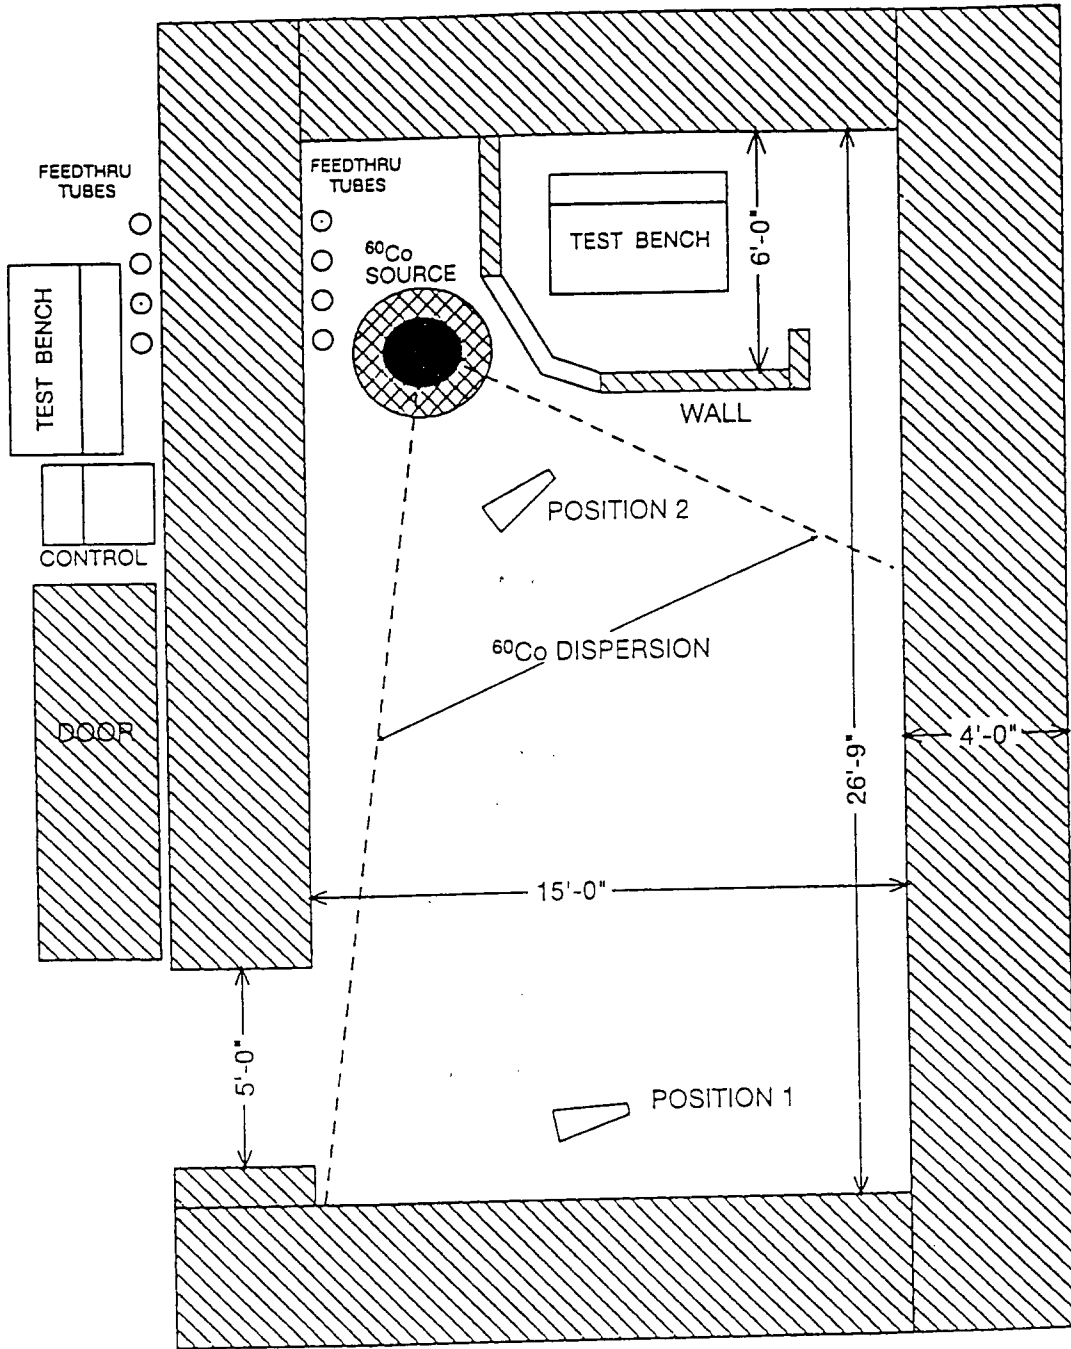 FEEDTHRU
TUBES
FEEDTHRU
TUBES
⁶⁰Co
SOURCE
TEST BENCH
6'-0"
TEST BENCH
WALL
POSITION 2
CONTROL
⁶⁰Co DISPERSION
DOOR
4'-0"
26'-9"
15'-0"
5'-0"
POSITION 1